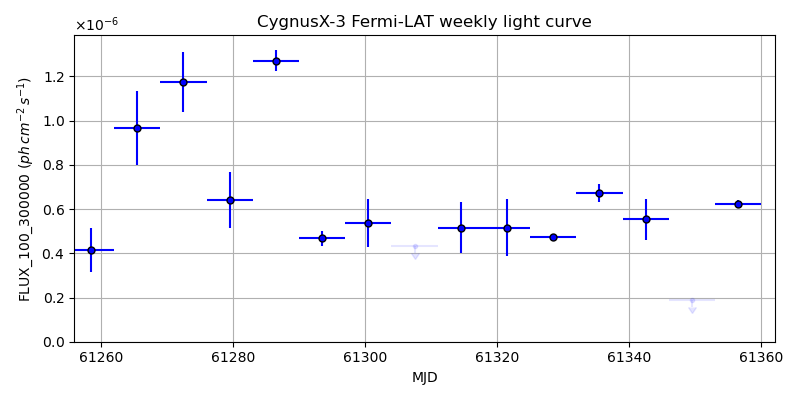 CygnusX-3 Fermi-LAT weekly light curve
×10⁻⁶
FLUX_100_300000 (ph cm⁻² s⁻¹)
1.2
1.0
0.8
0.6
0.4
0.2
0.0
61260 61280 61300 61320 61340 61360
MJD